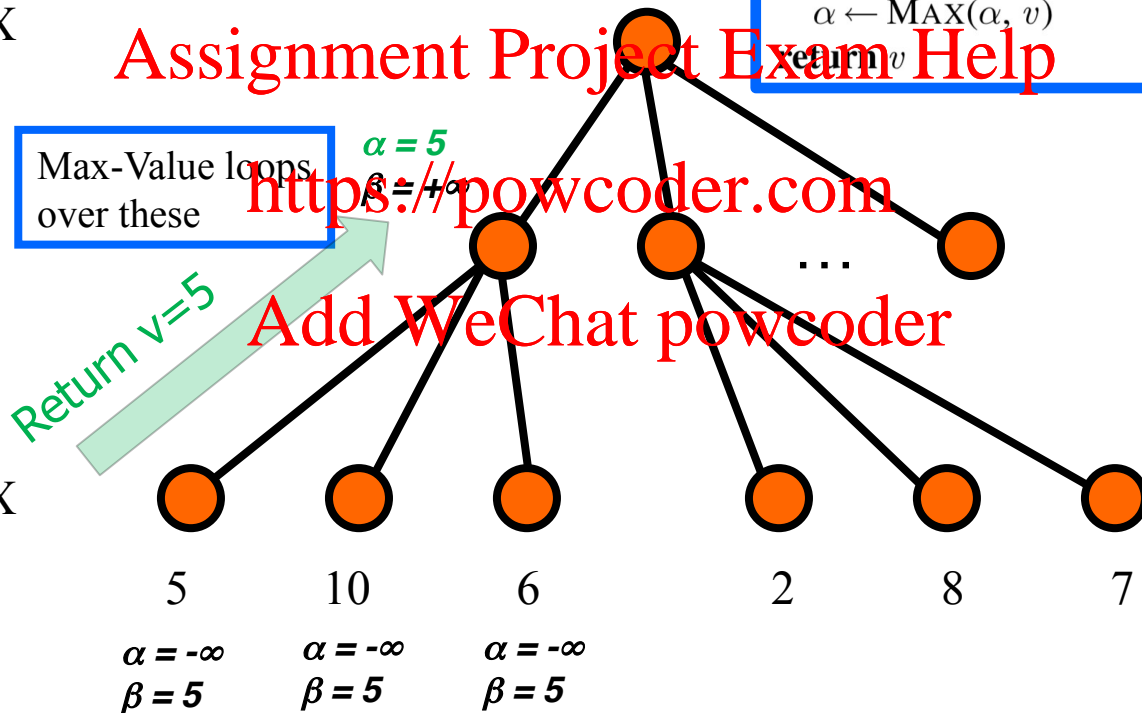 X
α ← MAX(α, v)
return v
Assignment Project Exam Help
Max-Value loops
over these
α = 5
β = +∞
https://powcoder.com
...
Return v=5
Add WeChat powcoder
X
5 10 6 2 8 7
α = -∞ α = -∞ α = -∞
β = 5 β = 5 β = 5